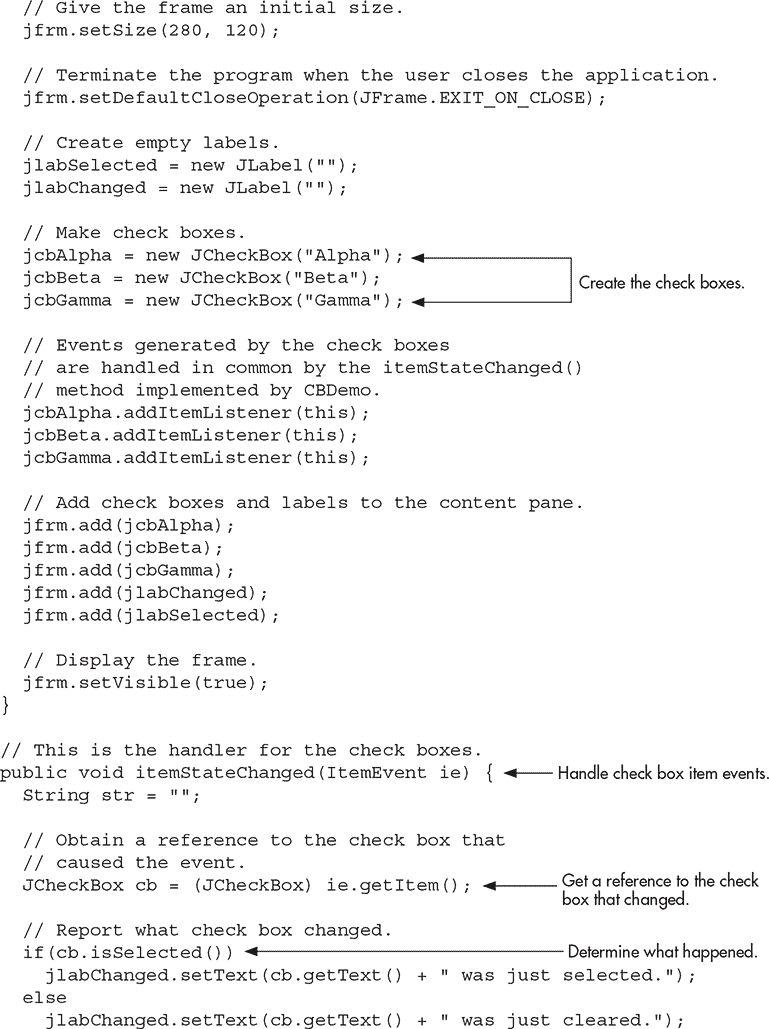 // Give the frame an initial size.
jfrm.setSize(280, 120);
// Terminate the program when the user closes the application.
jfrm.setDefaultCloseOperation(JFrame.EXIT_ON_CLOSE);
// Create empty labels.
jlabSelected = new JLabel("");
jlabChanged = new JLabel("");
// Make check boxes.
jcbAlpha = new JCheckBox("Alpha");
jcbBeta = new JCheckBox("Beta");
Create the check boxes.
jcbGamma = new JCheckBox("Gamma");
// Events generated by the check boxes
// are handled in common by the itemStateChanged()
// method implemented by CBDemo.
jcbAlpha.addItemListener(this);
jcbBeta.addItemListener(this);
jcbGamma.addItemListener(this);
// Add check boxes and labels to the content pane.
jfrm.add(jcbAlpha);
jfrm.add(jcbBeta);
jfrm.add(jcbGamma);
jfrm.add(jlabChanged);
jfrm.add(jlabSelected);
// Display the frame.
jfrm.setVisible(true);
}
// This is the handler for the check boxes.
public void itemStateChanged(ItemEvent ie) {
Handle check box item events.
String str = "";
// Obtain a reference to the check box that
// caused the event.
JCheckBox cb = (JCheckBox) ie.getItem();
Get a reference to the check
box that changed.
// Report what check box changed.
if(cb.isSelected())
Determine what happened.
jlabChanged.setText(cb.getText() + " was just selected.");
else
jlabChanged.setText(cb.getText() + " was just cleared.");